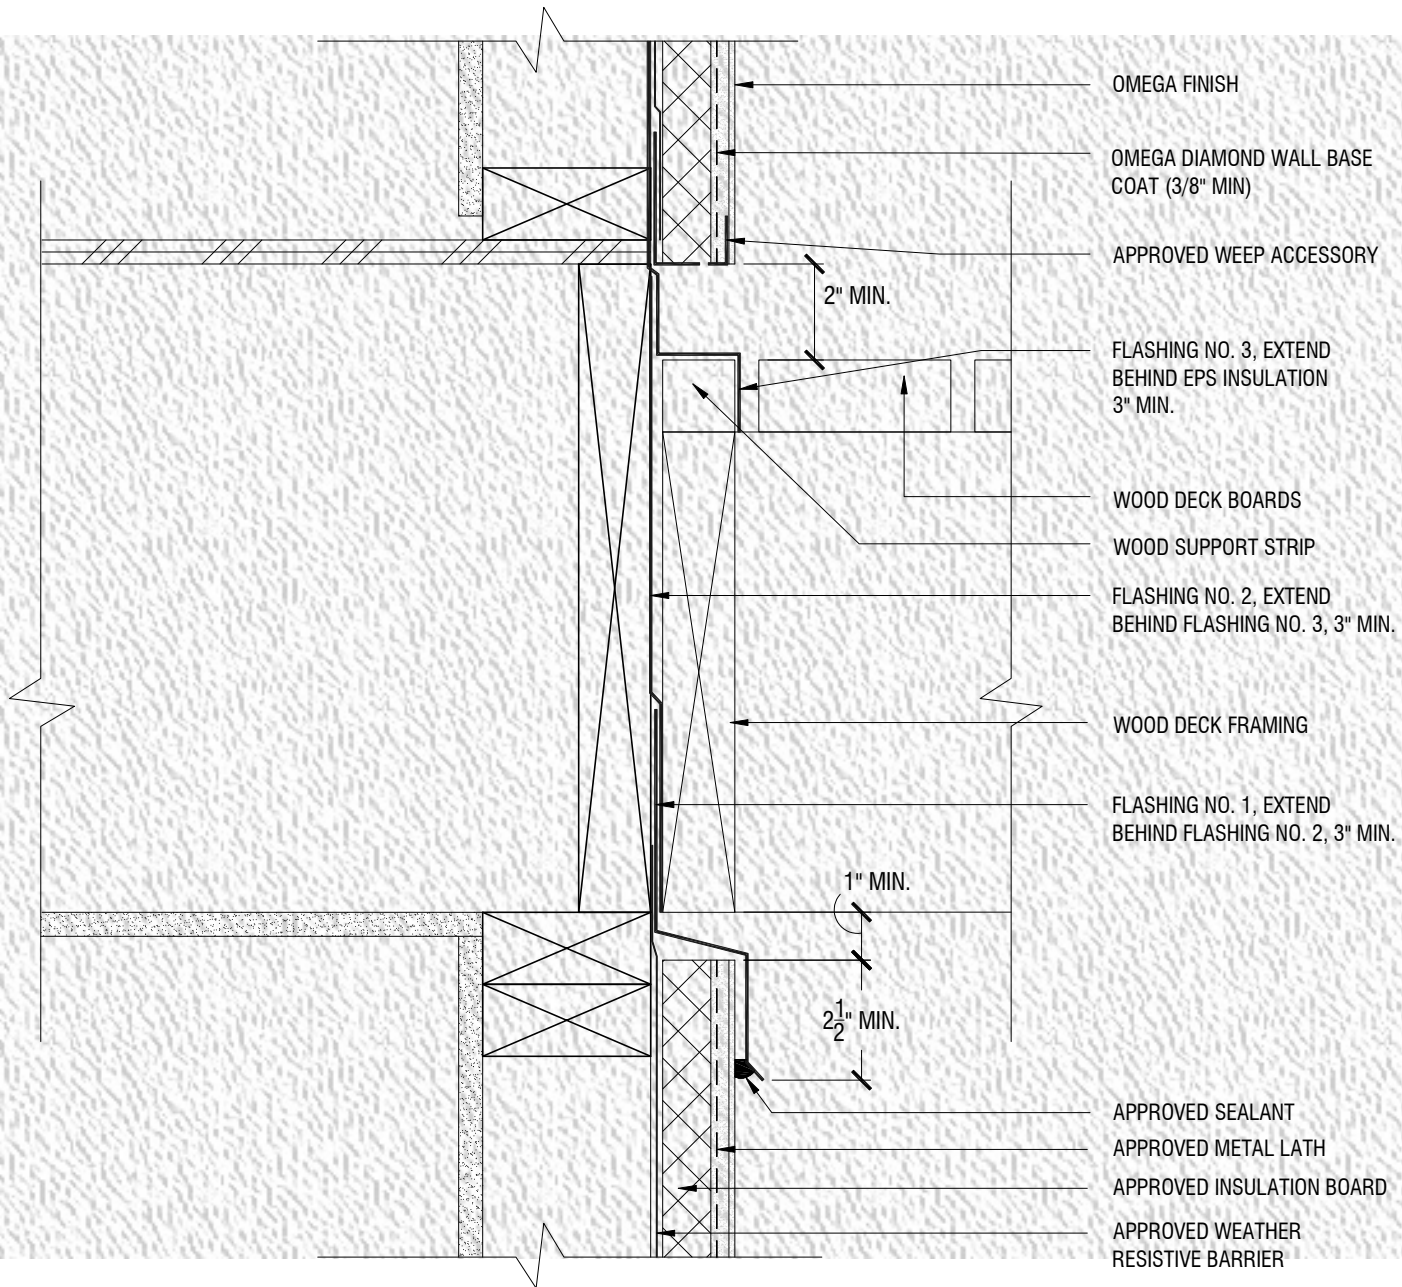 OMEGA FINISH
OMEGA DIAMOND WALL BASE
COAT (3/8" MIN)
APPROVED WEEP ACCESSORY
2" MIN.
FLASHING NO. 3, EXTEND
BEHIND EPS INSULATION
3" MIN.
WOOD DECK BOARDS
WOOD SUPPORT STRIP
FLASHING NO. 2, EXTEND
BEHIND FLASHING NO. 3, 3" MIN.
WOOD DECK FRAMING
FLASHING NO. 1, EXTEND
BEHIND FLASHING NO. 2, 3" MIN.
1" MIN.
2 1/2" MIN.
APPROVED SEALANT
APPROVED METAL LATH
APPROVED INSULATION BOARD
APPROVED WEATHER
RESISTIVE BARRIER